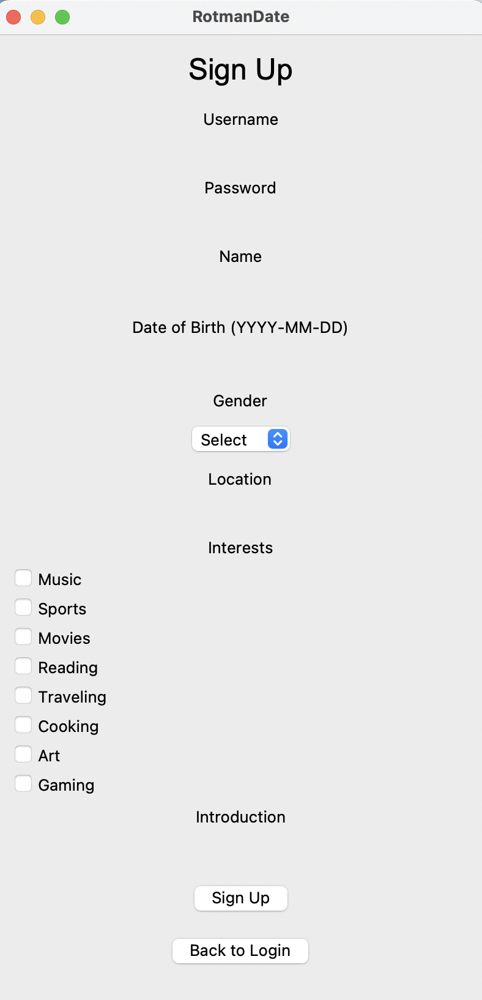 RotmanDate
Sign Up
Username
Password
Name
Date of Birth (YYYY-MM-DD)
Gender
Select
Location
Interests
Music
Sports
Movies
Reading
Traveling
Cooking
Art
Gaming
Introduction
Sign Up
Back to Login